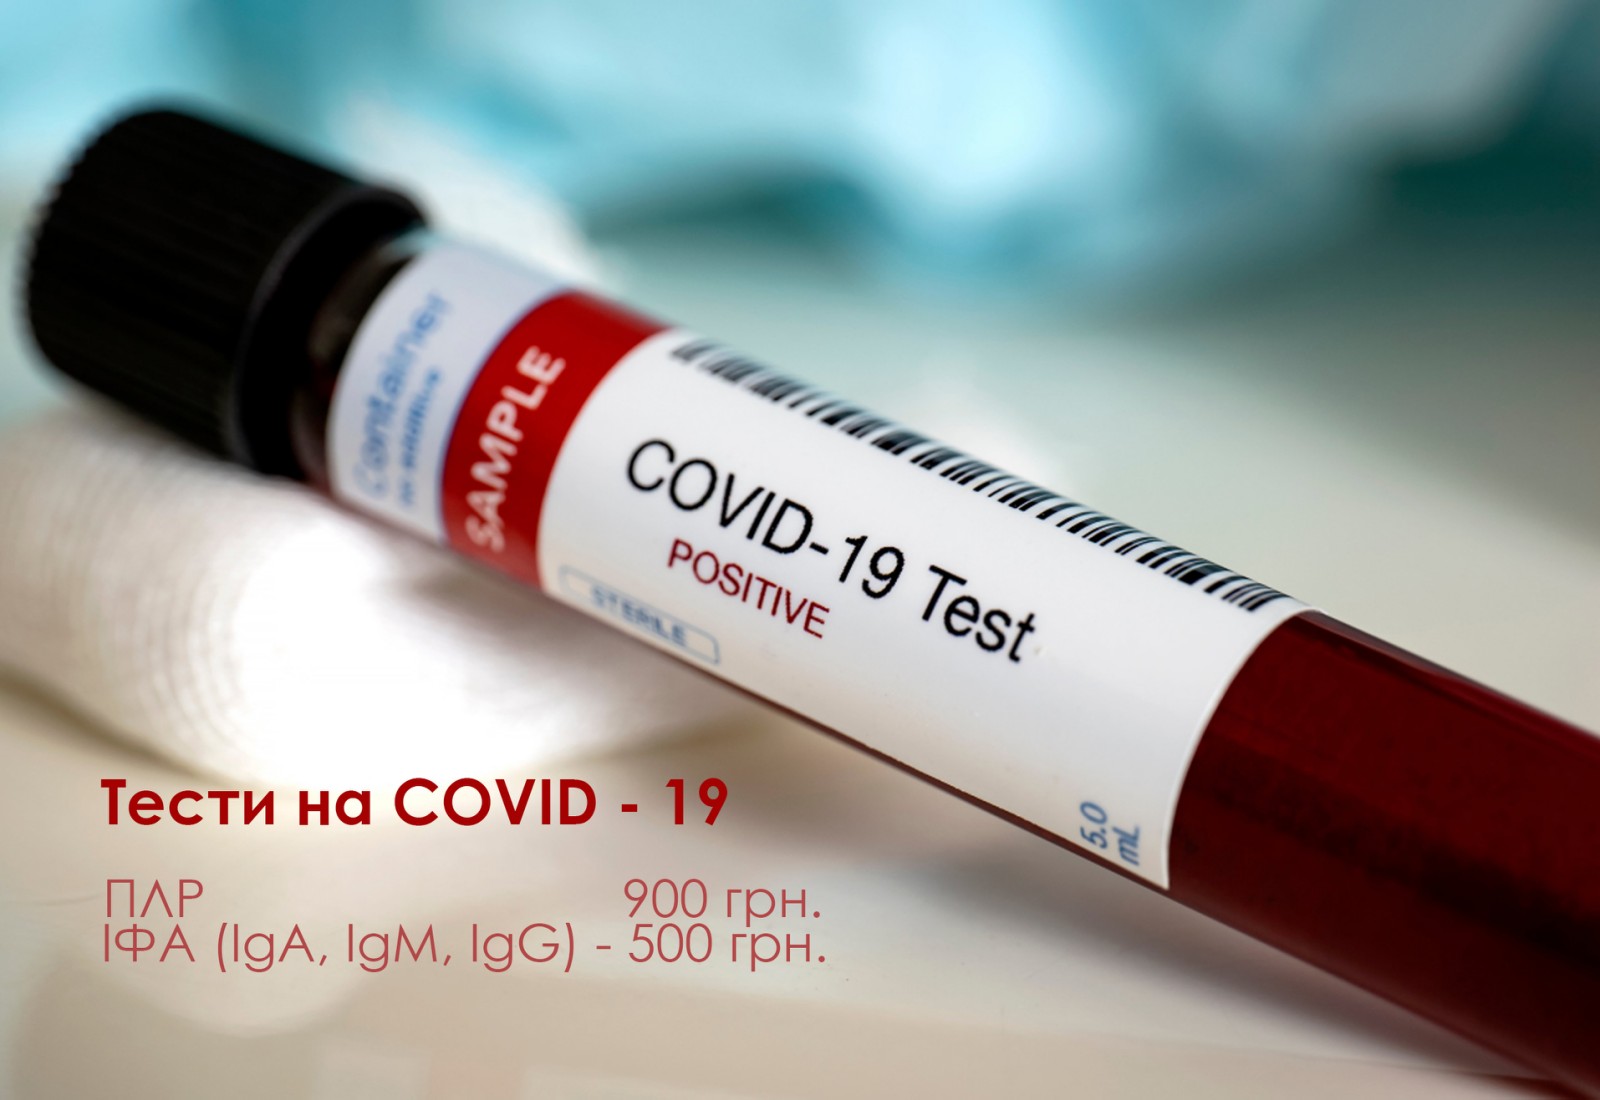 Container
SAMPLE
COVID-19 Test
POSITIVE
STERILE
5.0
mL
Тести на COVID - 19
ПЛР 900 грн.
ІФА (IgA, IgM, IgG) - 500 грн.